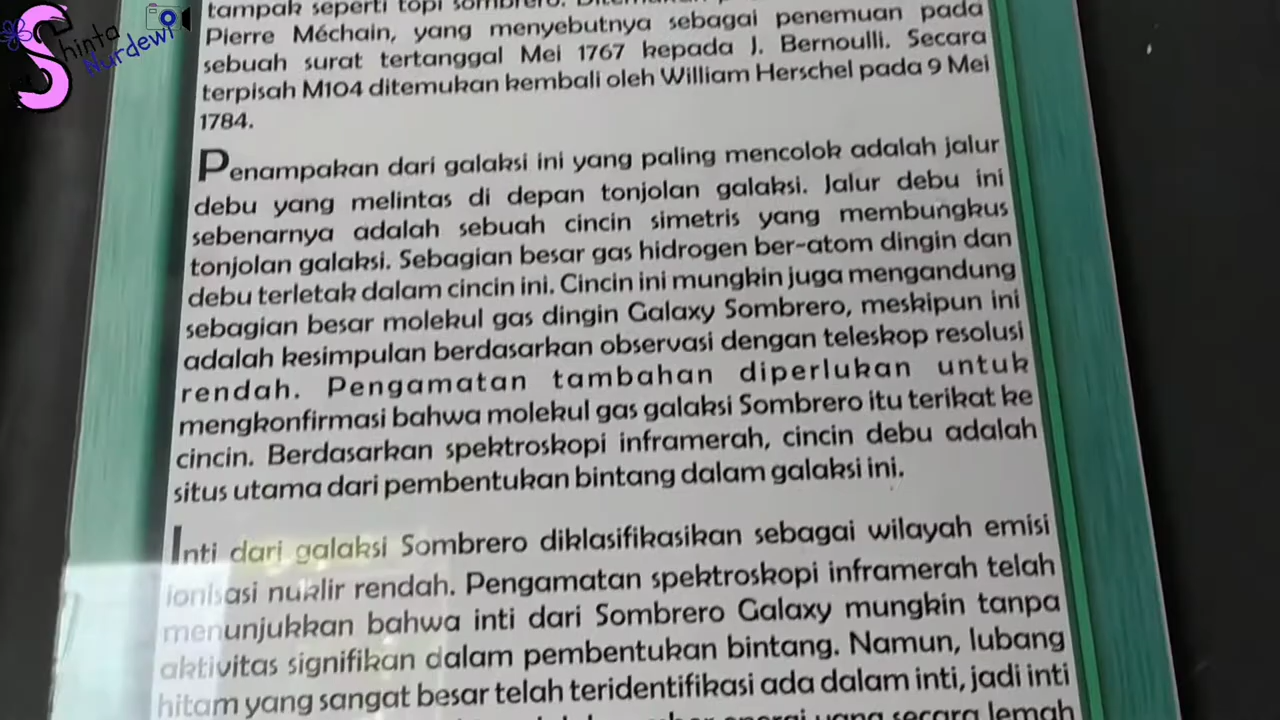 Shinta
Nurdewi
tampak seperti topi sombrero.
Pierre Méchain, yang menyebutnya sebagai penemuan pada
sebuah surat tertanggal Mei 1767 kepada J. Bernoulli. Secara
terpisah M104 ditemukan kembali oleh William Herschel pada 9 Mei
1784.
Penampakan dari galaksi ini yang paling mencolok adalah jalur
debu yang melintas di depan tonjolan galaksi. Jalur debu ini
sebenarnya adalah sebuah cincin simetris yang membungkus
tonjolan galaksi. Sebagian besar gas hidrogen ber-atom dingin dan
debu terletak dalam cincin ini. Cincin ini mungkin juga mengandung
sebagian besar molekul gas dingin Galaxy Sombrero, meskipun ini
adalah kesimpulan berdasarkan observasi dengan teleskop resolusi
rendah. Pengamatan tambahan diperlukan untuk
mengkonfirmasi bahwa molekul gas galaksi Sombrero itu terikat ke
cincin. Berdasarkan spektroskopi inframerah, cincin debu adalah
situs utama dari pembentukan bintang dalam galaksi ini.
Inti dari galaksi Sombrero diklasifikasikan sebagai wilayah emisi
ionisasi nuklir rendah. Pengamatan spektroskopi inframerah telah
menunjukkan bahwa inti dari Sombrero Galaxy mungkin tanpa
aktivitas signifikan dalam pembentukan bintang. Namun, lubang
hitam yang sangat besar telah teridentifikasi ada dalam inti, jadi inti
energi yang secara lemah